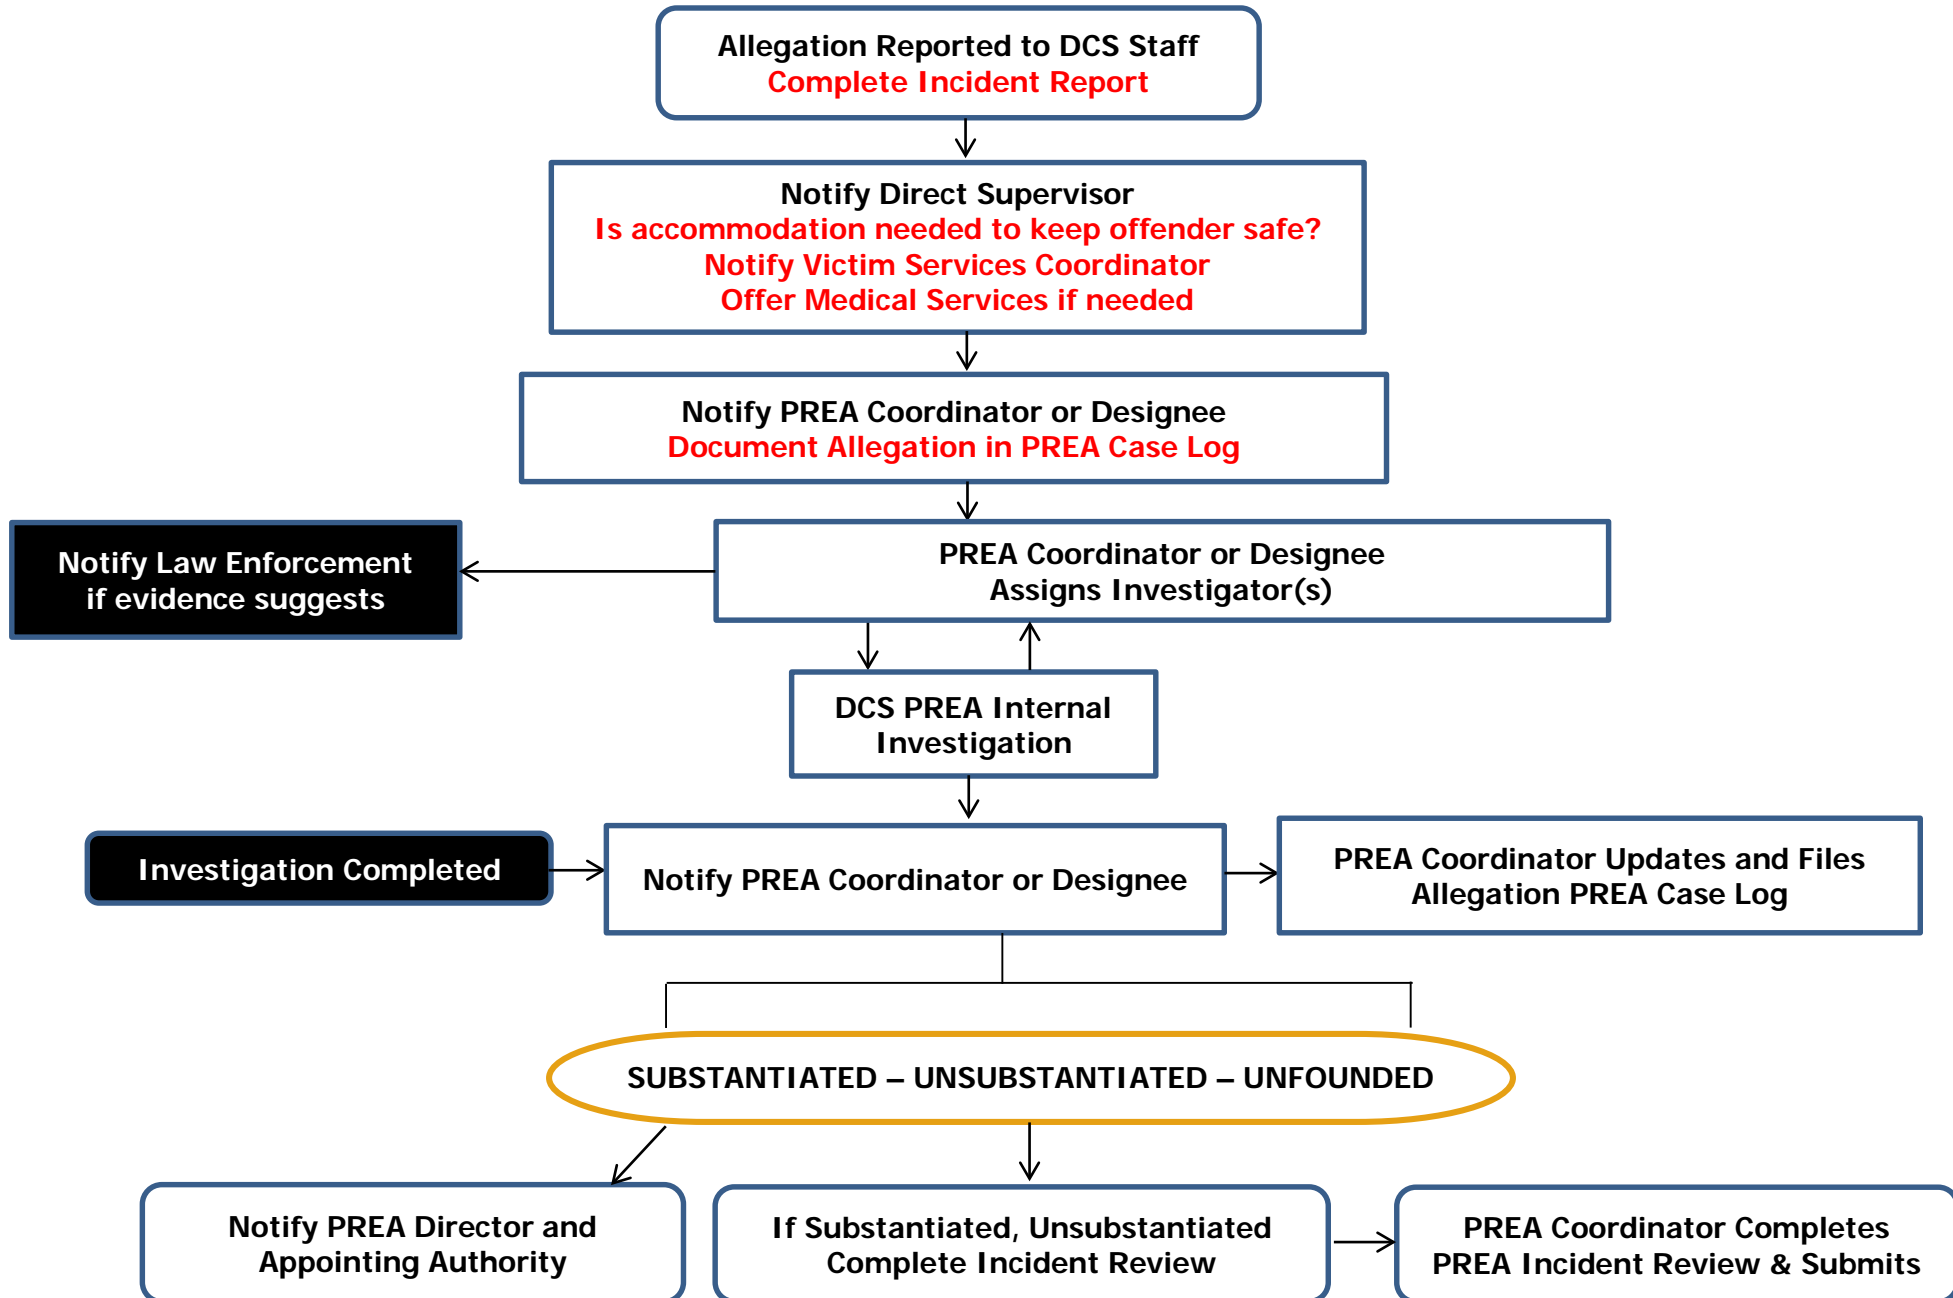 Allegation Reported to DCS Staff
Complete Incident Report
Notify Direct Supervisor
Is accommodation needed to keep offender safe?
Notify Victim Services Coordinator
Offer Medical Services if needed
Notify PREA Coordinator or Designee
Document Allegation in PREA Case Log
Notify Law Enforcement
if evidence suggests
PREA Coordinator or Designee
Assigns Investigator(s)
DCS PREA Internal
Investigation
Investigation Completed
Notify PREA Coordinator or Designee
PREA Coordinator Updates and Files
Allegation PREA Case Log
SUBSTANTIATED – UNSUBSTANTIATED – UNFOUNDED
Notify PREA Director and
Appointing Authority
If Substantiated, Unsubstantiated
Complete Incident Review
PREA Coordinator Completes
PREA Incident Review & Submits